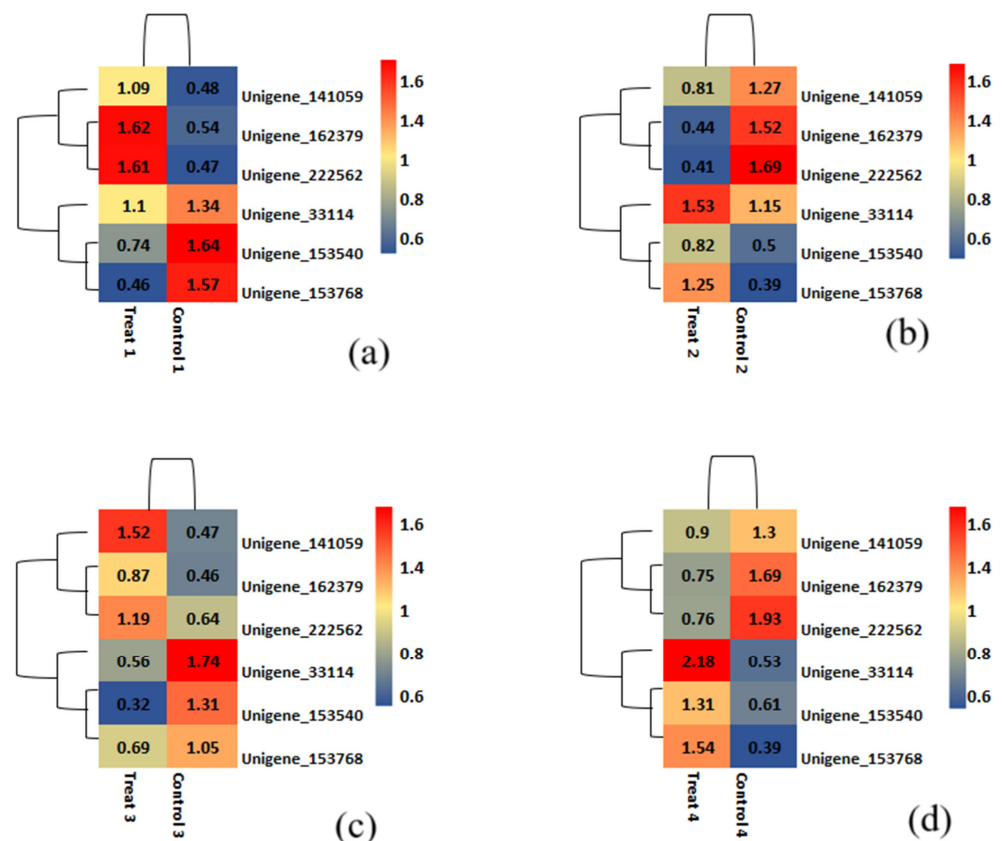 1.09 0.48 Unigene_141059
1.62 0.54 Unigene_162379
1.61 0.47 Unigene_222562
1.1 1.34 Unigene_33114
0.74 1.64 Unigene_153540
0.46 1.57 Unigene_153768
Treat 1
Control 1
1.6
1.4
1
0.8
0.6
(a)
0.81 1.27 Unigene_141059
0.44 1.52 Unigene_162379
0.41 1.69 Unigene_222562
1.53 1.15 Unigene_33114
0.82 0.5 Unigene_153540
1.25 0.39 Unigene_153768
Treat 2
Control 2
1.6
1.4
1
0.8
0.6
(b)
1.52 0.47 Unigene_141059
0.87 0.46 Unigene_162379
1.19 0.64 Unigene_222562
0.56 1.74 Unigene_33114
0.32 1.31 Unigene_153540
0.69 1.05 Unigene_153768
Treat 3
Control 3
1.6
1.4
1
0.8
0.6
(c)
0.9 1.3 Unigene_141059
0.75 1.69 Unigene_162379
0.76 1.93 Unigene_222562
2.18 0.53 Unigene_33114
1.31 0.61 Unigene_153540
1.54 0.39 Unigene_153768
Treat 4
Control 4
1.6
1.4
1
0.8
0.6
(d)